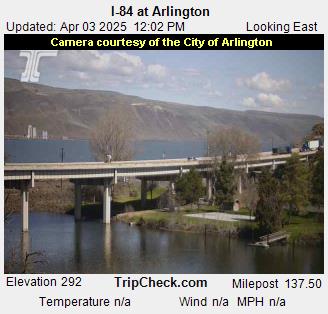 I-84 at Arlington
Updated: Apr 03 2025 12:02 PM Looking East
Camera courtesy of the City of Arlington
Elevation 292 TripCheck.com Milepost 137.50
Temperature n/a Wind n/a MPH n/a